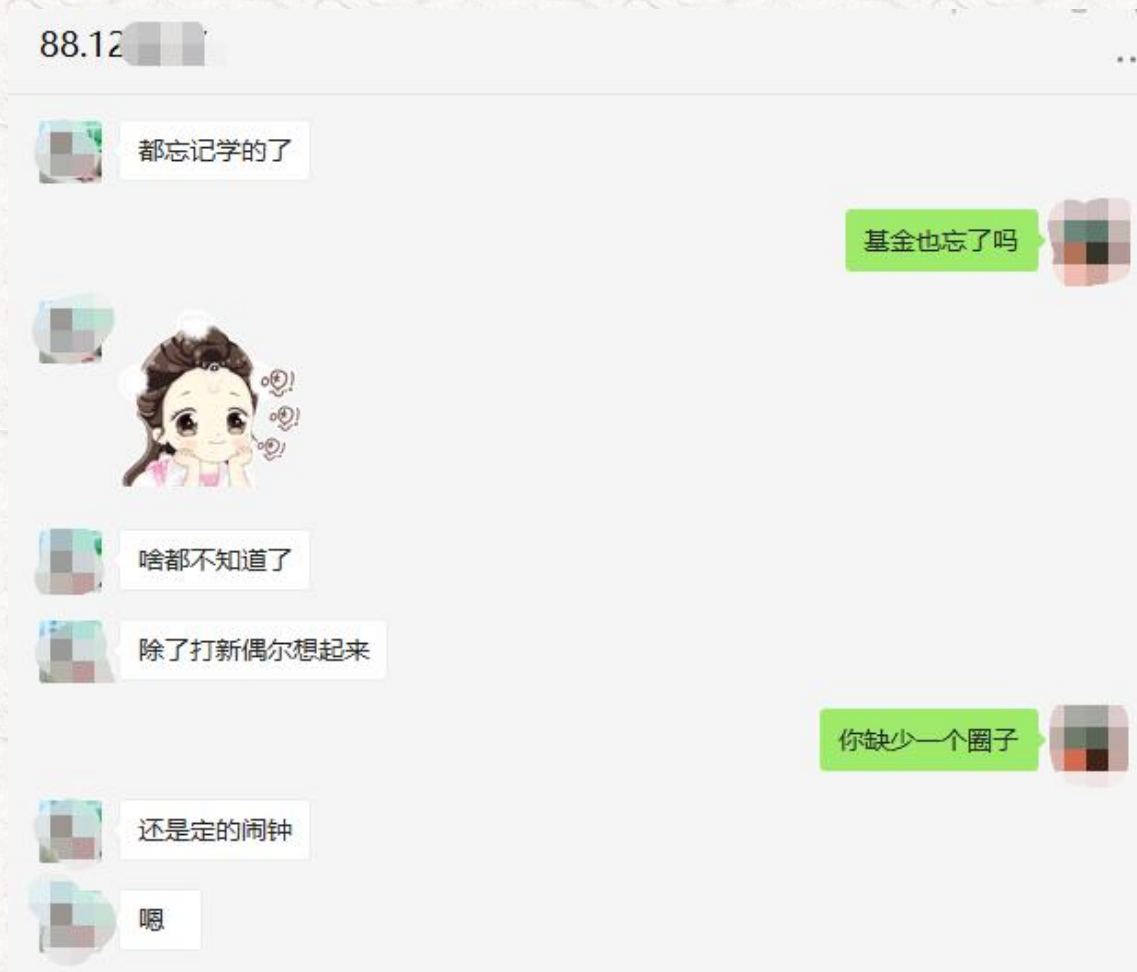 88.12
都忘记学的了
基金也忘了吗
啥都不知道了
除了打新偶尔想起来
你缺少一个圈子
还是定的闹钟
嗯